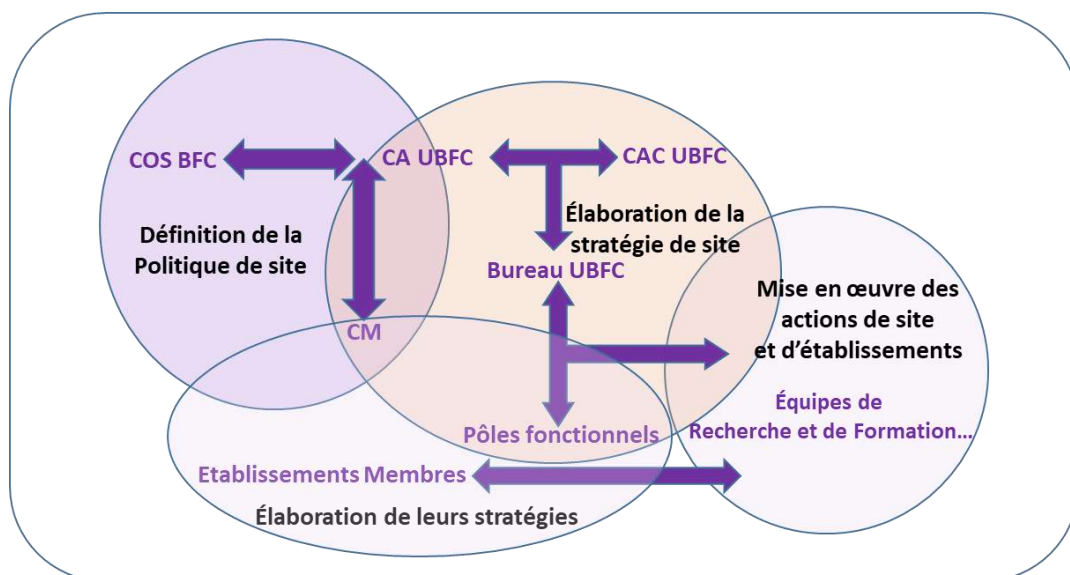 COS BFC
CA UBFC
CAC UBFC
Définition de la
Politique de site
Élaboration de la
stratégie de site
Bureau UBFC
CM
Mise en œuvre des
actions de site
et d’établissements
Équipes de
Recherche et de Formation...
Pôles fonctionnels
Etablissements Membres
Élaboration de leurs stratégies